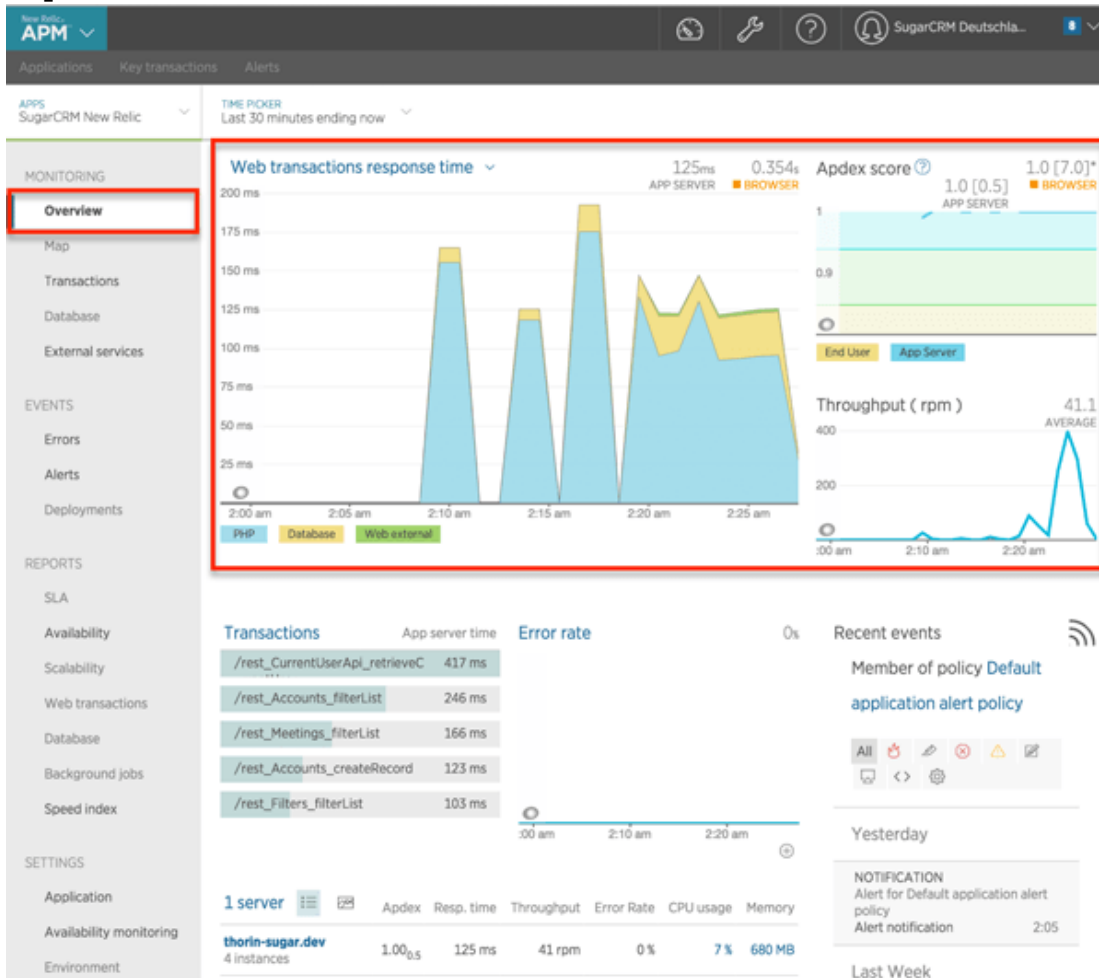 New Relic
APM
SugarCRM Deutschla...
8
Applications Key transactions Alerts
APPS
SugarCRM New Relic
TIME PICKER
Last 30 minutes ending now
MONITORING
Overview
Map
Transactions
Database
External services
EVENTS
Errors
Alerts
Deployments
REPORTS
SLA
Availability
Scalability
Web transactions
Database
Background jobs
Speed index
SETTINGS
Application
Availability monitoring
Environment
Web transactions response time
125ms
APP SERVER
0.354s
BROWSER
200 ms
175 ms
150 ms
125 ms
100 ms
75 ms
50 ms
25 ms
2:00 am 2:05 am 2:10 am 2:15 am 2:20 am 2:25 am
PHP Database Web external
Apdex score ?
1.0 [0.5]
APP SERVER
1.0 [7.0]*
BROWSER
1
0.9
End User App Server
Throughput ( rpm )
41.1
AVERAGE
400
200
:00 am 2:10 am 2:20 am
Transactions App server time
/rest_CurrentUserApi_retrieveC 417 ms
/rest_Accounts_filterList 246 ms
/rest_Meetings_filterList 166 ms
/rest_Accounts_createRecord 123 ms
/rest_Filters_filterList 103 ms
Error rate 0s
:00 am 2:10 am 2:20 am
Recent events
Member of policy Default
application alert policy
All
Yesterday
NOTIFICATION
Alert for Default application alert
policy
Alert notification 2:05
Last Week
1 server
Apdex Resp. time Throughput Error Rate CPU usage Memory
thorin-sugar.dev 1.00 0.5 125 ms 41 rpm 0 % 7 % 680 MB
4 instances